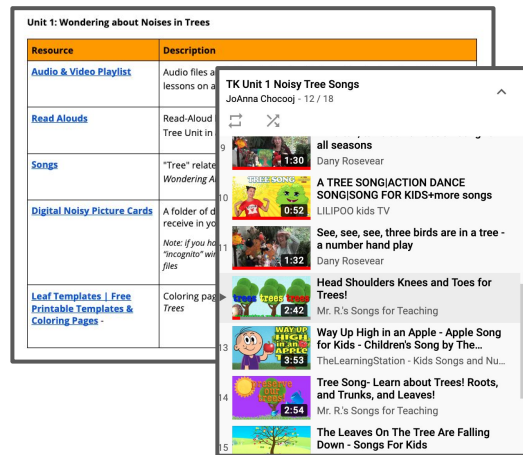 Unit 1: Wondering about Noises in Trees
Resource
Description
Audio & Video Playlist
Audio files a
lessons on a
Read Alouds
Read-Aloud
Tree Unit in
Songs
"Tree" relate
Wondering A
Digital Noisy Picture Cards
A folder of d
receive in yo
Note: if you ha
"incognito" win
files
Leaf Templates | Free
Printable Templates &
Coloring Pages -
Coloring pag
Trees
TK Unit 1 Noisy Tree Songs
JoAnna Chocooj - 12 / 18
9
1:30
all seasons
Dany Rosevear
10
TREE SONG
0:52
A TREE SONG|ACTION DANCE
SONG|SONG FOR KIDS+more songs
LILIPOO kids TV
11
1:32
See, see, see, three birds are in a tree -
a number hand play
Dany Rosevear
trees trees trees
2:42
Head Shoulders Knees and Toes for
Trees!
Mr. R.'s Songs for Teaching
13
WAY UP
HIGH
in an
APPLE
3:53
Way Up High in an Apple - Apple Song
for Kids - Children's Song by The...
TheLearningStation - Kids Songs and Nu...
14
2:54
Tree Song- Learn about Trees! Roots,
and Trunks, and Leaves!
Mr. R.'s Songs for Teaching
15
The Leaves On The Tree Are Falling
Down - Songs For Kids